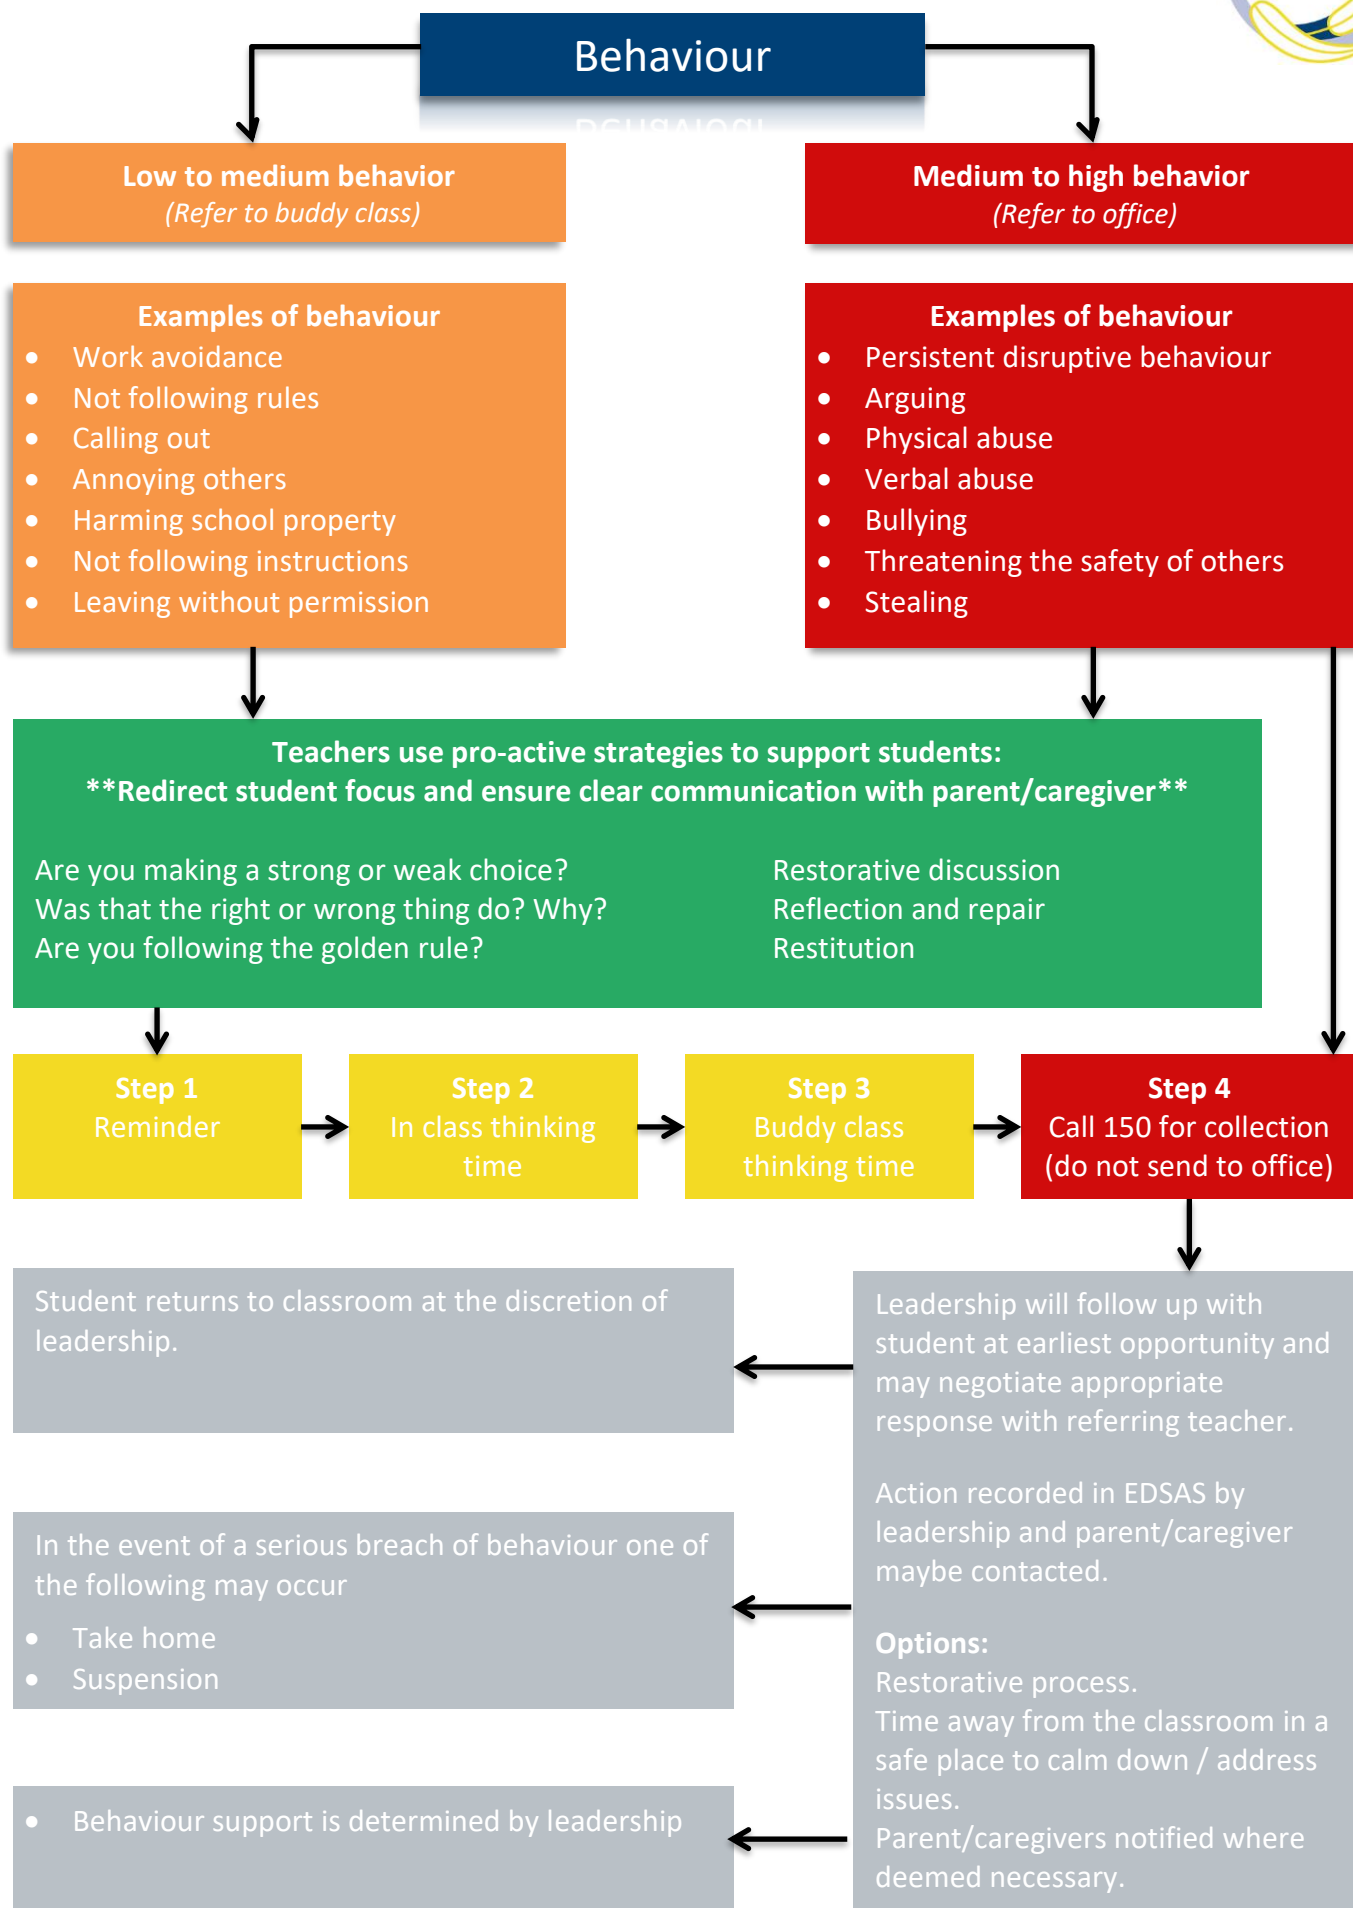 Behaviour
Low to medium behavior
(Refer to buddy class)
Medium to high behavior
(Refer to office)
Examples of behaviour
• Work avoidance
• Not following rules
• Calling out
• Annoying others
• Harming school property
• Not following instructions
• Leaving without permission
Examples of behaviour
• Persistent disruptive behaviour
• Arguing
• Physical abuse
• Verbal abuse
• Bullying
• Threatening the safety of others
• Stealing
Teachers use pro-active strategies to support students:
**Redirect student focus and ensure clear communication with parent/caregiver**
Are you making a strong or weak choice?
Was that the right or wrong thing do? Why?
Are you following the golden rule?
Restorative discussion
Reflection and repair
Restitution
Step 1
Reminder
Step 2
In class thinking
time
Step 3
Buddy class
thinking time
Step 4
Call 150 for collection
(do not send to office)
Student returns to classroom at the discretion of
leadership.
In the event of a serious breach of behaviour one of
the following may occur
• Take home
• Suspension
• Behaviour support is determined by leadership
Leadership will follow up with
student at earliest opportunity and
may negotiate appropriate
response with referring teacher.
Action recorded in EDSAS by
leadership and parent/caregiver
maybe contacted.
Options:
Restorative process.
Time away from the classroom in a
safe place to calm down / address
issues.
Parent/caregivers notified where
deemed necessary.